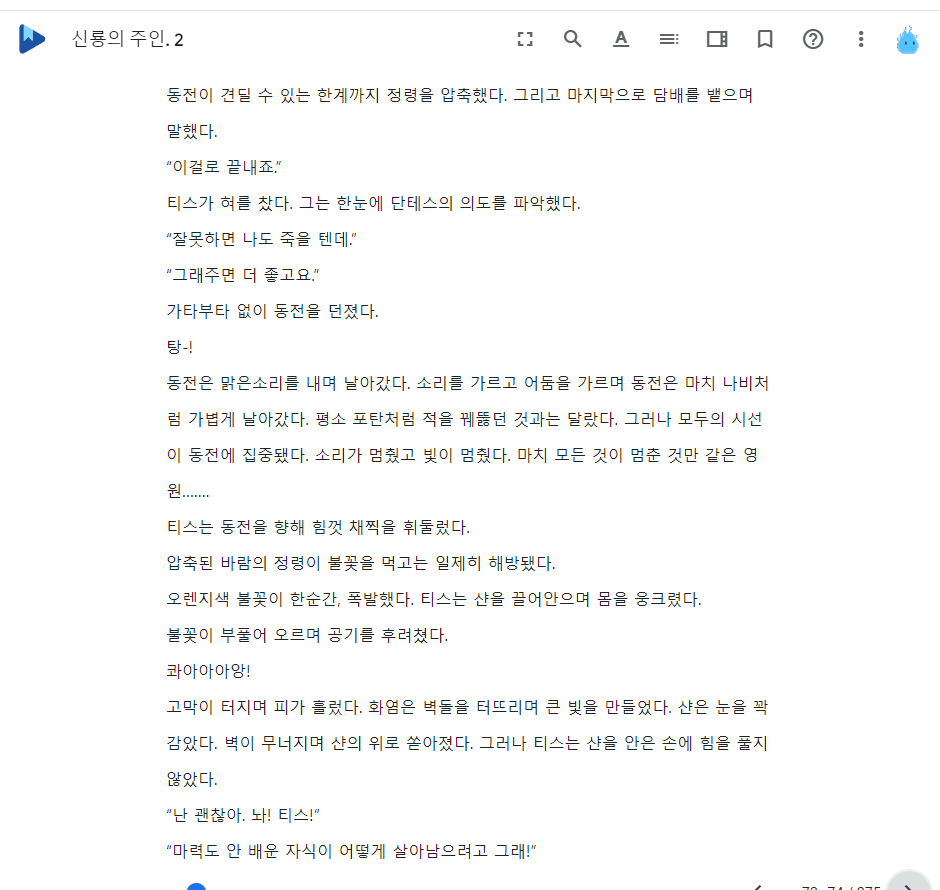 신룡의 주인. 2
동전이 견딜 수 있는 한계까지 정령을 압축했다. 그리고 마지막으로 담배를 뱉으며
말했다.
“이걸로 끝내죠.”
티스가 혀를 찼다. 그는 한눈에 단테스의 의도를 파악했다.
“잘못하면 나도 죽을 텐데.”
“그래주면 더 좋고요.”
가타부타 없이 동전을 던졌다.
탕-!
동전은 맑은소리를 내며 날아갔다. 소리를 가르고 어둠을 가르며 동전은 마치 나비처
럼 가볍게 날아갔다. 평소 포탄처럼 적을 꿰뚫던 것과는 달랐다. 그러나 모두의 시선
이 동전에 집중됐다. 소리가 멈췄고 빛이 멈췄다. 마치 모든 것이 멈춘 것만 같은 영
원.......
티스는 동전을 향해 힘껏 채찍을 휘둘렀다.
압축된 바람의 정령이 불꽃을 먹고는 일제히 해방됐다.
오렌지색 불꽃이 한순간, 폭발했다. 티스는 샨을 끌어안으며 몸을 웅크렸다.
불꽃이 부풀어 오르며 공기를 후려쳤다.
콰아아아앙!
고막이 터지며 피가 흘렀다. 화염은 벽돌을 터뜨리며 큰 빛을 만들었다. 샨은 눈을 꽉
감았다. 벽이 무너지며 샨의 위로 쏟아졌다. 그러나 티스는 샨을 안은 손에 힘을 풀지
않았다.
“난 괜찮아. 놔! 티스!”
“마력도 안 배운 자식이 어떻게 살아남으려고 그래!”